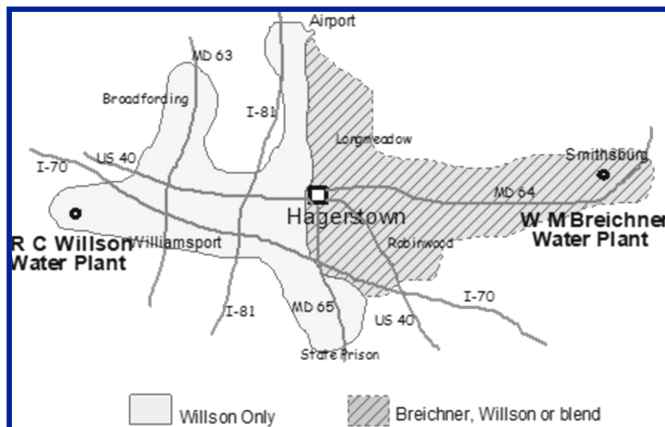 Airport
MD 63
Broadfording
I-81
Longmeadow
US 40
I-70
Smithsburg
MD 64
Hagerstown
W M Breichner
Water Plant
R C Willson
Water Plant
Williamsport
Robinwood
I-70
I-81
MD 65
US 40
State Prison
Willson Only
Breichner, Willson or blend